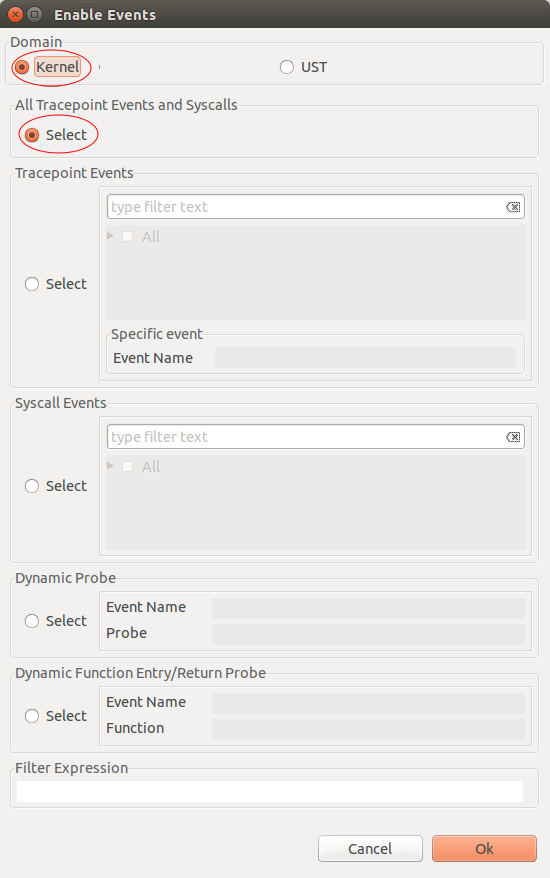 Enable Events
Domain
Kernel
UST
All Tracepoint Events and Syscalls
Select
Tracepoint Events
type filter text
All
Select
Specific event
Event Name
Syscall Events
type filter text
All
Select
Dynamic Probe
Event Name
Select
Probe
Dynamic Function Entry/Return Probe
Event Name
Select
Function
Filter Expression
Cancel
Ok